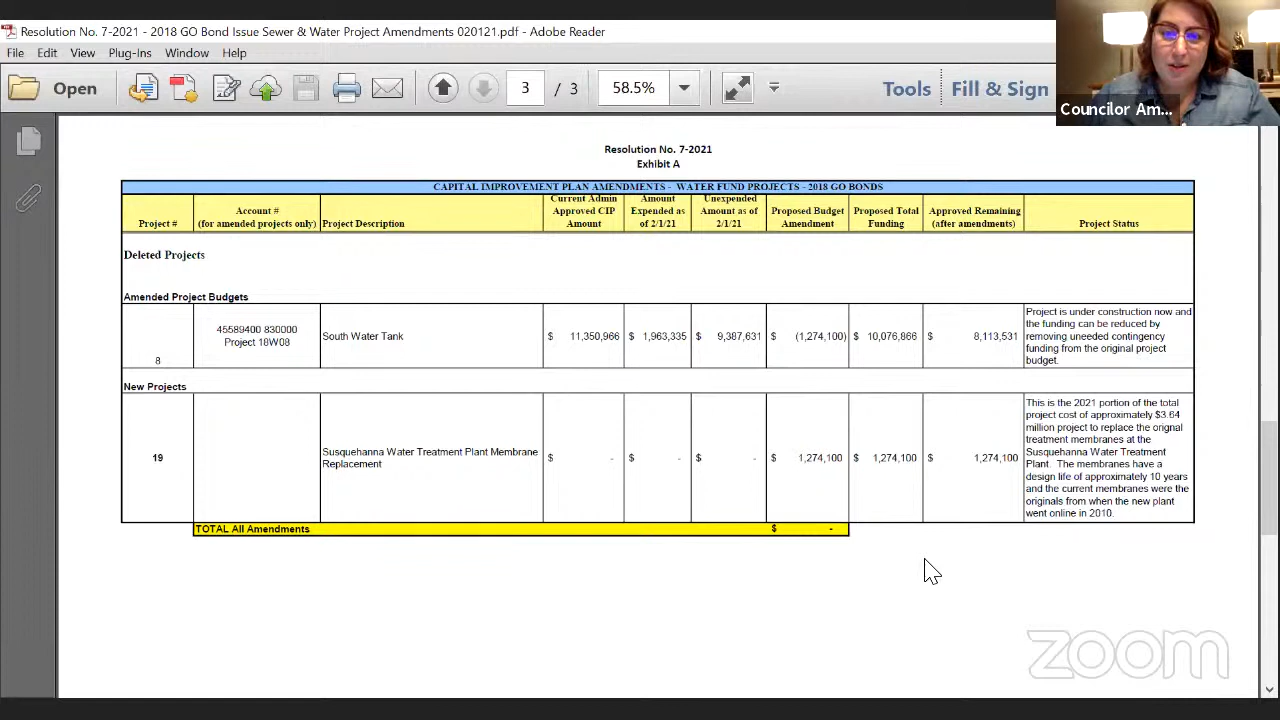 Resolution No. 7-2021 - 2018 GO Bond Issue Sewer & Water Project Amendments 020121.pdf - Adobe Reader
File Edit View Plug-Ins Window Help
Open 3 / 3 58.5% Tools Fill & Sign
Councilor Am...
Resolution No. 7-2021
Exhibit A
CAPITAL IMPROVEMENT PLAN AMENDMENTS - WATER FUND PROJECTS - 2018 GO BONDS
Project #
Account #
(for amended projects only)
Project Description
Current Admin
Approved CIP
Amount
Amount
Expended as
of 2/1/21
Unexpended
Amount as of
2/1/21
Proposed Budget
Amendment
Proposed Total
Funding
Approved Remaining
(after amendments)
Project Status
Deleted Projects
Amended Project Budgets
8
45589400 830000
Project 18W08
South Water Tank
$ 11,350,966
$ 1,963,335
$ 9,387,631
$ (1,274,100)
$ 10,076,866
$ 8,113,531
Project is under construction now and
the funding can be reduced by
removing uneeded contingency
funding from the original project
budget.
New Projects
19
Susquehanna Water Treatment Plant Membrane
Replacement
$ -
$ -
$ -
$ 1,274,100
$ 1,274,100
$ 1,274,100
This is the 2021 portion of the total
project cost of approximately $3.64
million project to replace the orignal
treatment membranes at the
Susquehanna Water Treatment
Plant. The membranes have a
design life of approximately 10 years
and the current membranes were the
originals from when the new plant
went online in 2010.
TOTAL All Amendments $ -
zoom